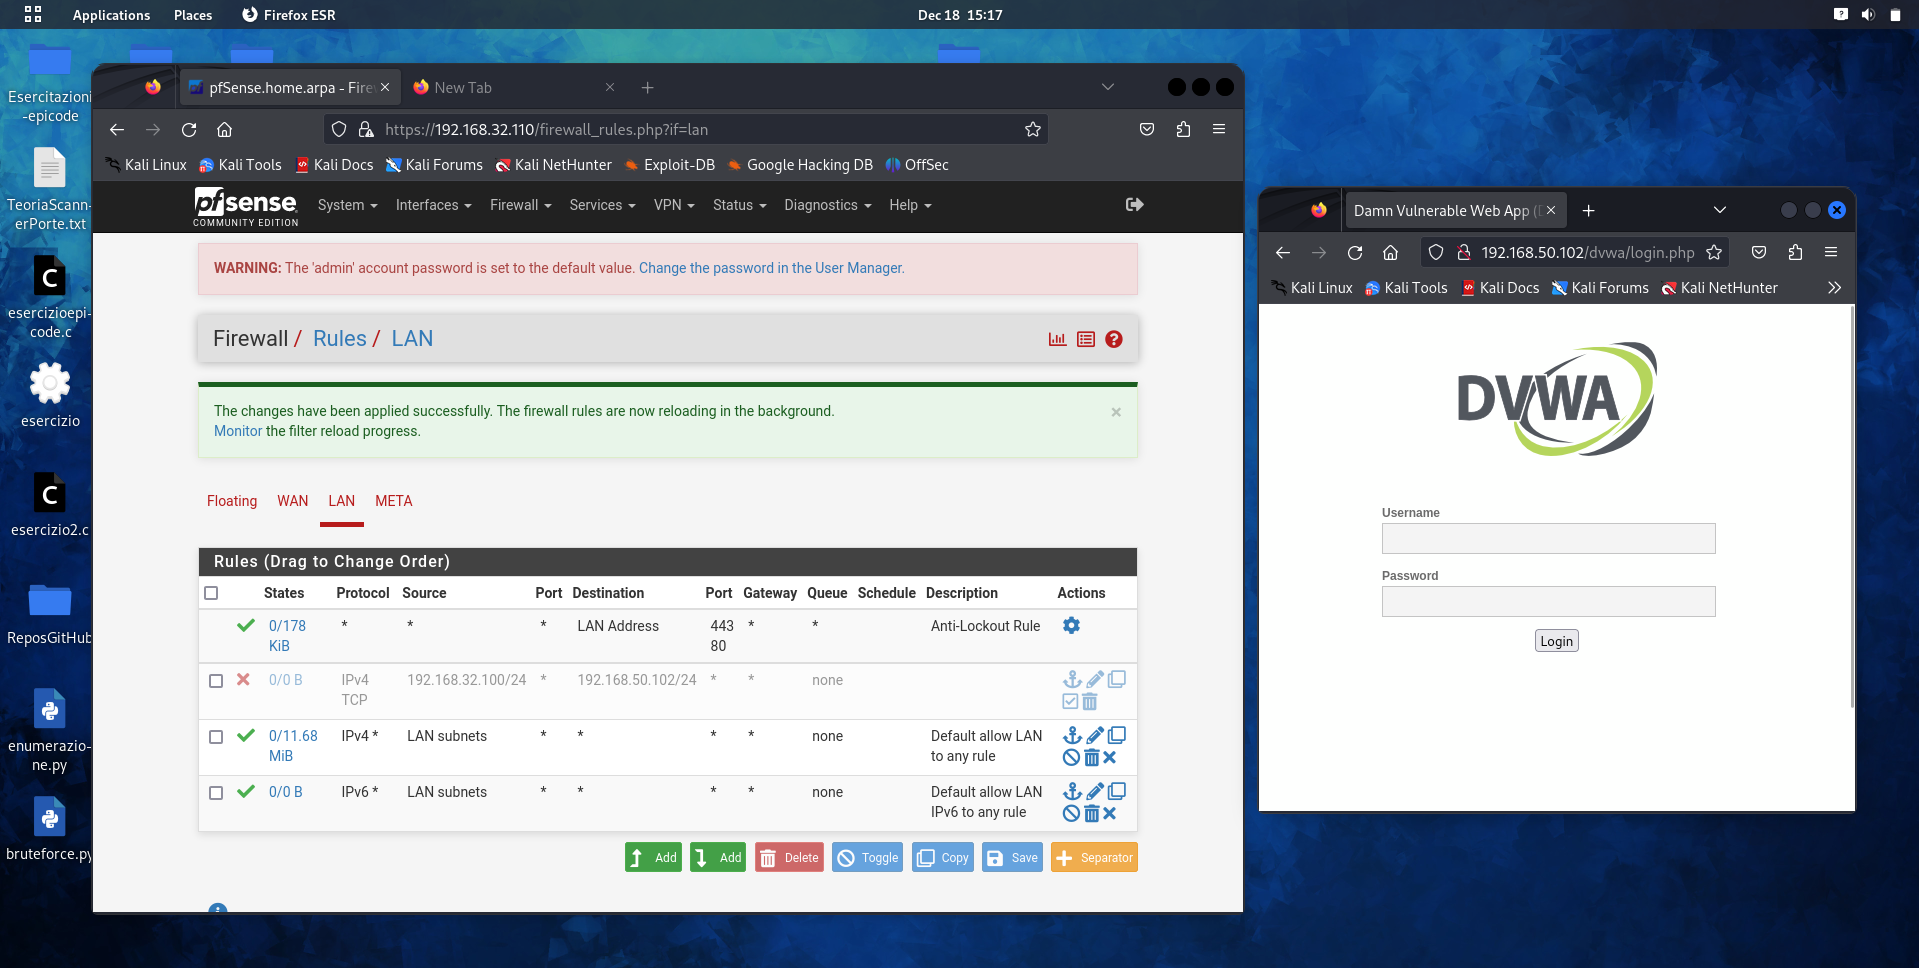 Applications Places Firefox ESR Dec 18 15:17
Esercitazioni
-epicode
TeoriaScann-
erPorte.txt
C
esercizioepi-
code.c
esercizio
C
esercizio2.c
ReposGitHub
enumerazio-
ne.py
bruteforce.py
pfSense.home.arpa - Firew New Tab
https://192.168.32.110/firewall_rules.php?if=lan
Kali Linux Kali Tools Kali Docs Kali Forums Kali NetHunter Exploit-DB Google Hacking DB OffSec
pfsense
COMMUNITY EDITION
System Interfaces Firewall Services VPN Status Diagnostics Help
WARNING: The 'admin' account password is set to the default value. Change the password in the User Manager.
Firewall / Rules / LAN
The changes have been applied successfully. The firewall rules are now reloading in the background.
Monitor the filter reload progress.
×
Floating WAN LAN META
Rules (Drag to Change Order)
States Protocol Source Port Destination Port Gateway Queue Schedule Description Actions
0/178 * * * LAN Address 443 * * Anti-Lockout Rule
KiB 80
0/0 B IPv4 192.168.32.100/24 * 192.168.50.102/24 * * none
TCP
0/11.68 IPv4 * LAN subnets * * * * none Default allow LAN
MiB to any rule
0/0 B IPv6 * LAN subnets * * * * none Default allow LAN
IPv6 to any rule
Add Add Delete Toggle Copy Save Separator
Damn Vulnerable Web App (D
192.168.50.102/dvwa/login.php
Kali Linux Kali Tools Kali Docs Kali Forums Kali NetHunter
DVWA
Username
Password
Login